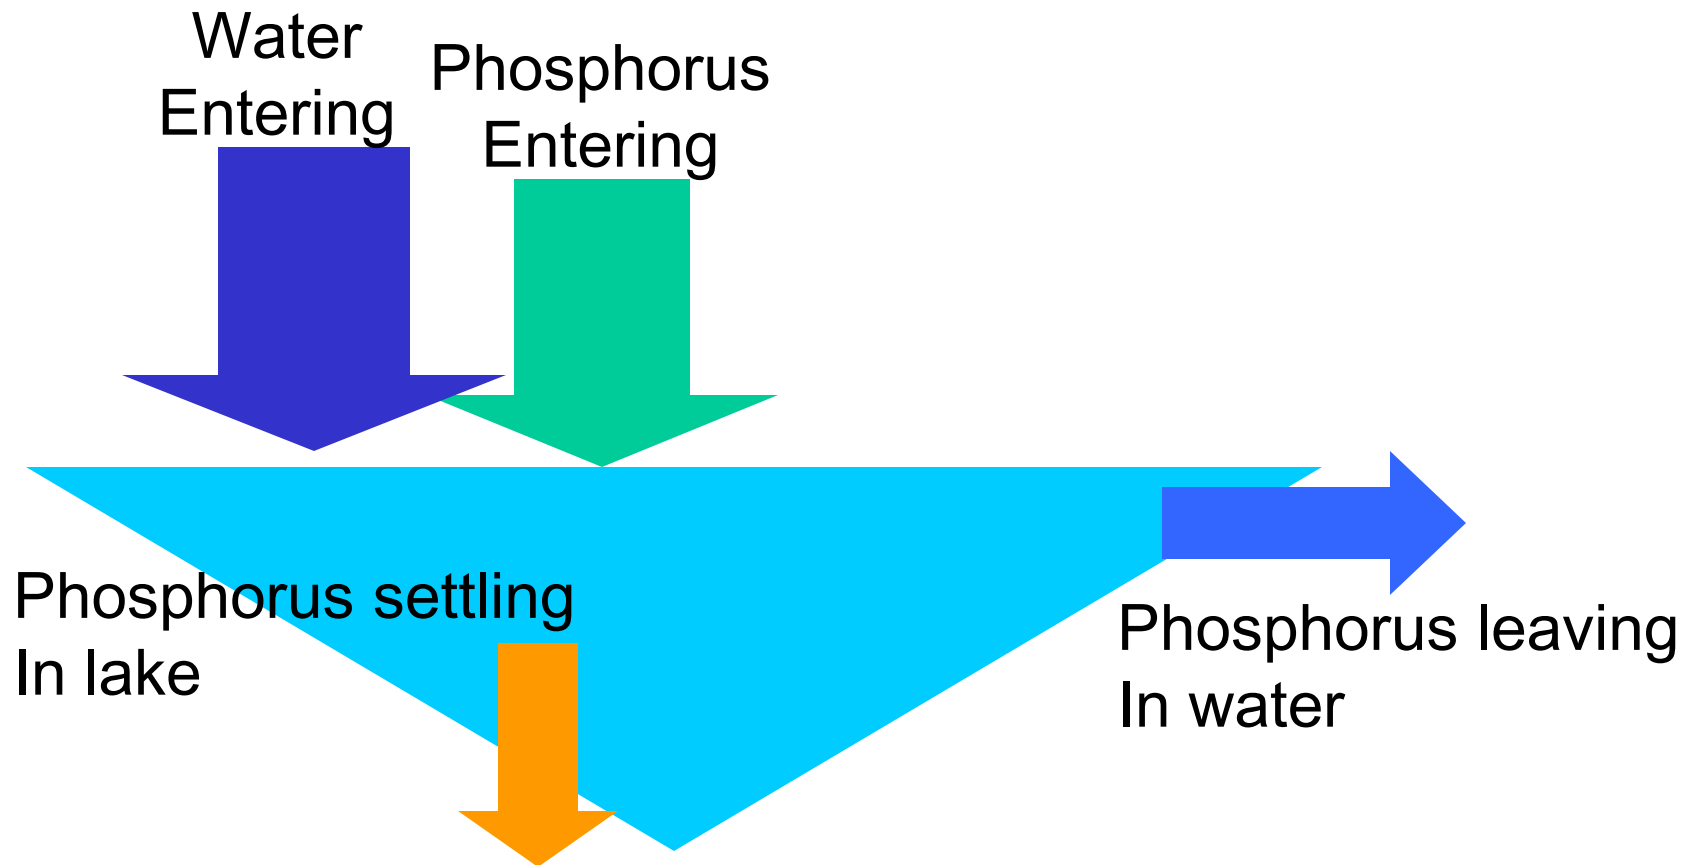 Water
Entering
Phosphorus
Entering
Phosphorus settling
In lake
Phosphorus leaving
In water